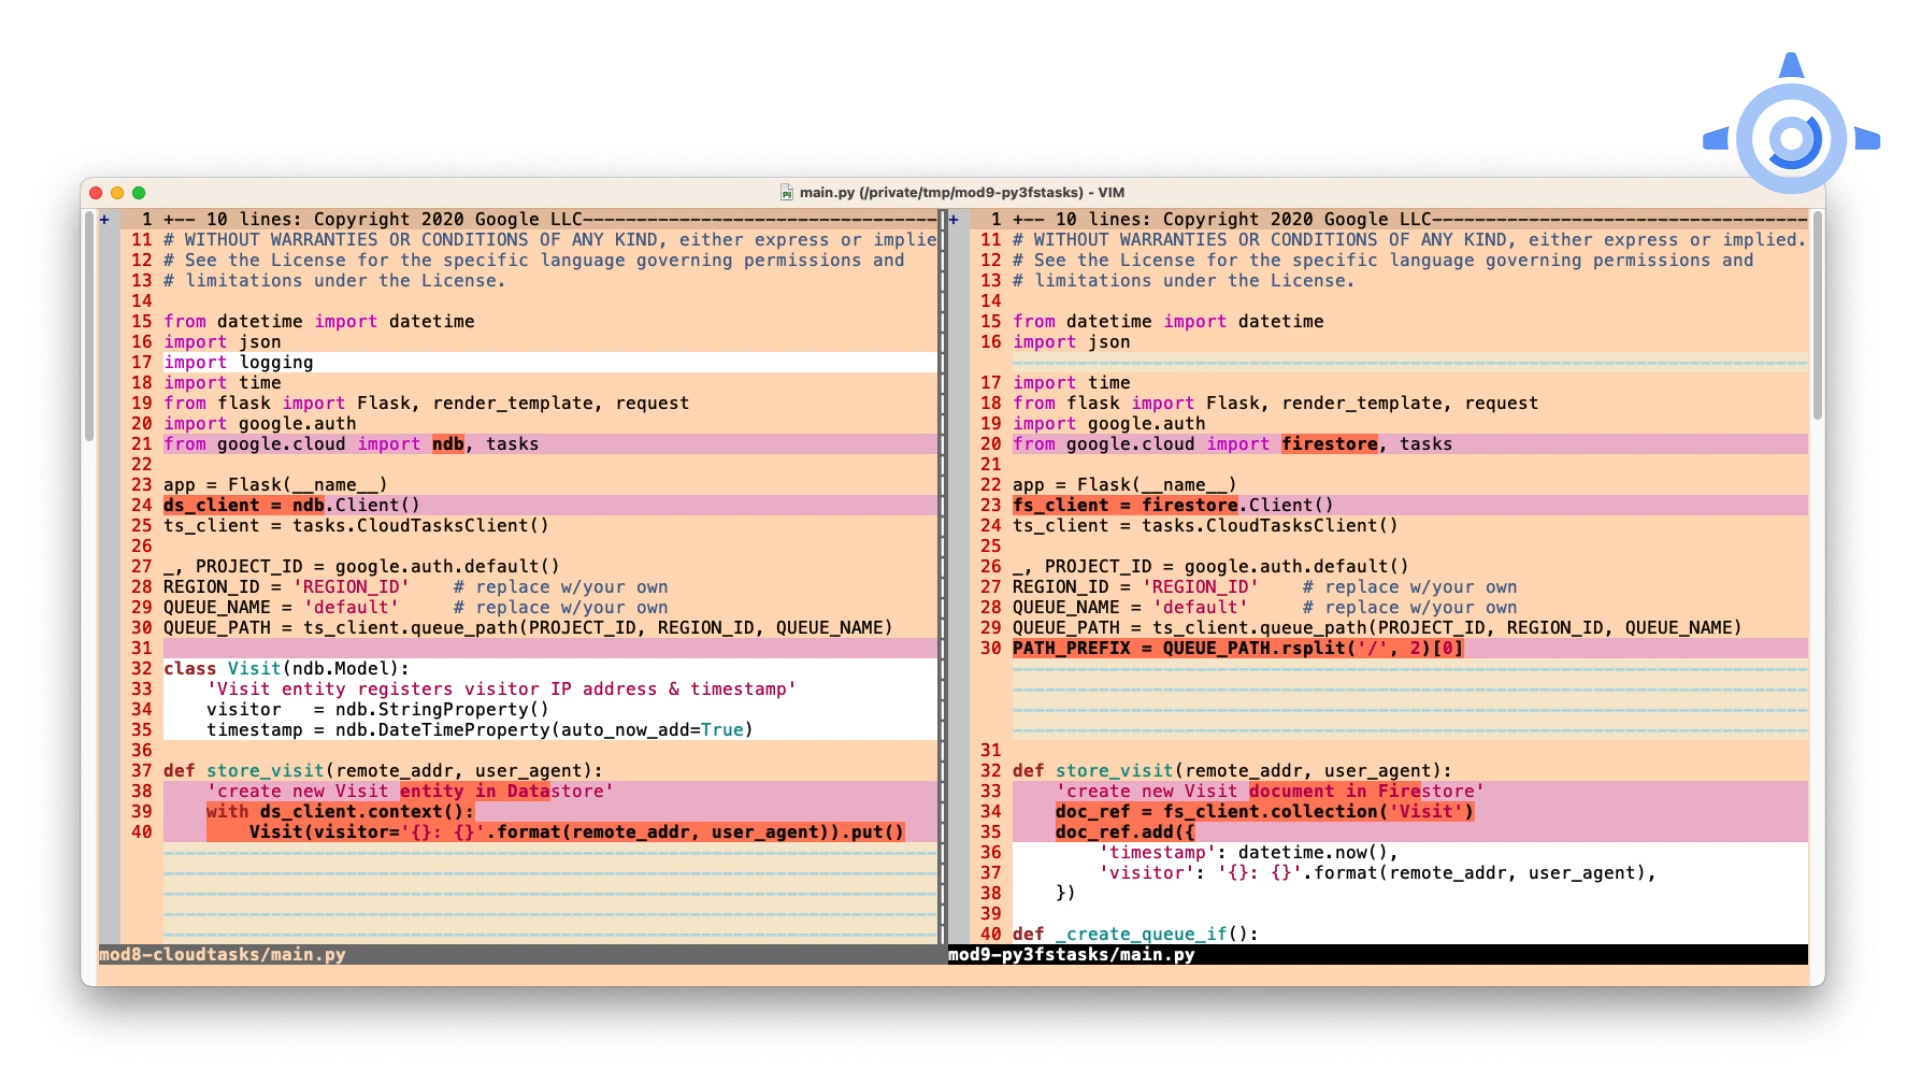 main.py (/private/tmp/mod9-py3fstasks) - VIM
+ 1 +-- 10 lines: Copyright 2020 Google LLC---------------------------------
11 # WITHOUT WARRANTIES OR CONDITIONS OF ANY KIND, either express or implie
12 # See the License for the specific language governing permissions and
13 # limitations under the License.
14
15 from datetime import datetime
16 import json
17 import logging
18 import time
19 from flask import Flask, render_template, request
20 import google.auth
21 from google.cloud import ndb, tasks
22
23 app = Flask(__name__)
24 ds_client = ndb.Client()
25 ts_client = tasks.CloudTasksClient()
26
27 _, PROJECT_ID = google.auth.default()
28 REGION_ID = 'REGION_ID'    # replace w/your own
29 QUEUE_NAME = 'default'     # replace w/your own
30 QUEUE_PATH = ts_client.queue_path(PROJECT_ID, REGION_ID, QUEUE_NAME)
31
32 class Visit(ndb.Model):
33     'Visit entity registers visitor IP address & timestamp'
34     visitor   = ndb.StringProperty()
35     timestamp = ndb.DateTimeProperty(auto_now_add=True)
36
37 def store_visit(remote_addr, user_agent):
38     'create new Visit entity in Datastore'
39     with ds_client.context():
40         Visit(visitor='{}: {}'.format(remote_addr, user_agent)).put()
mod8-cloudtasks/main.py
+ 1 +-- 10 lines: Copyright 2020 Google LLC-----------------------------------
11 # WITHOUT WARRANTIES OR CONDITIONS OF ANY KIND, either express or implied.
12 # See the License for the specific language governing permissions and
13 # limitations under the License.
14
15 from datetime import datetime
16 import json
17 import time
18 from flask import Flask, render_template, request
19 import google.auth
20 from google.cloud import firestore, tasks
21
22 app = Flask(__name__)
23 fs_client = firestore.Client()
24 ts_client = tasks.CloudTasksClient()
25
26 _, PROJECT_ID = google.auth.default()
27 REGION_ID = 'REGION_ID'    # replace w/your own
28 QUEUE_NAME = 'default'     # replace w/your own
29 QUEUE_PATH = ts_client.queue_path(PROJECT_ID, REGION_ID, QUEUE_NAME)
30 PATH_PREFIX = QUEUE_PATH.rsplit('/', 2)[0]
31
32 def store_visit(remote_addr, user_agent):
33     'create new Visit document in Firestore'
34     doc_ref = fs_client.collection('Visit')
35     doc_ref.add({
36         'timestamp': datetime.now(),
37         'visitor': '{}: {}'.format(remote_addr, user_agent),
38     })
39
40 def _create_queue_if():
mod9-py3fstasks/main.py